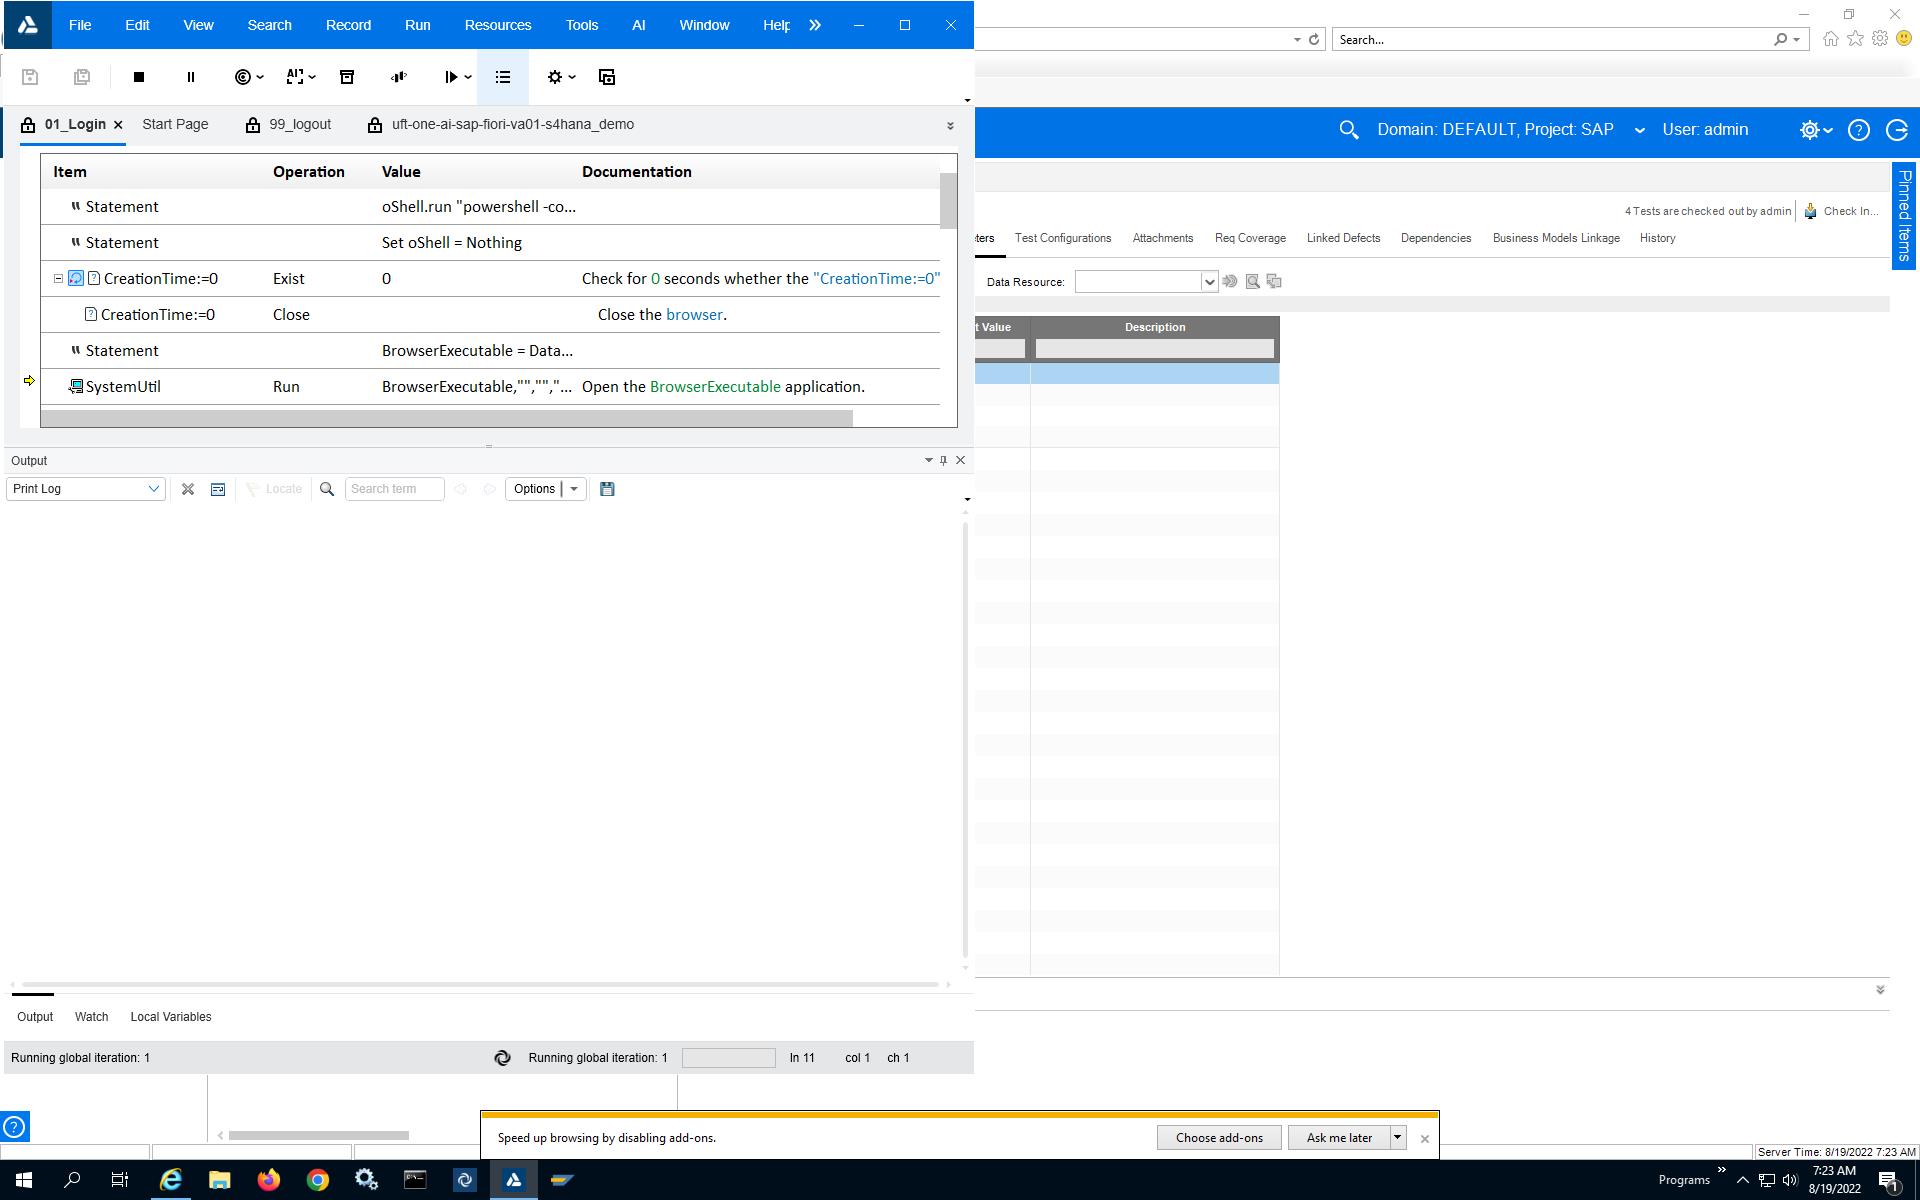 File Edit View Search Record Run Resources Tools AI Window Help
Search...
01_Login Start Page 99_logout uft-one-ai-sap-fiori-va01-s4hana_demo
Domain: DEFAULT, Project: SAP User: admin
Item Operation Value Documentation
Statement oShell.run "powershell -co...
Statement Set oShell = Nothing
CreationTime:=0 Exist 0 Check for 0 seconds whether the "CreationTime:=0"
CreationTime:=0 Close Close the browser.
Statement BrowserExecutable = Data...
SystemUtil Run BrowserExecutable,"","","... Open the BrowserExecutable application.
Pinned Items
4 Tests are checked out by admin Check In...
ters Test Configurations Attachments Req Coverage Linked Defects Dependencies Business Models Linkage History
Data Resource:
t Value Description
Output
Print Log Locate Search term Options
Output Watch Local Variables
Running global iteration: 1 Running global iteration: 1 ln 11 col 1 ch 1
Speed up browsing by disabling add-ons. Choose add-ons Ask me later
Server Time: 8/19/2022 7:23 AM
Programs
7:23 AM
8/19/2022
1